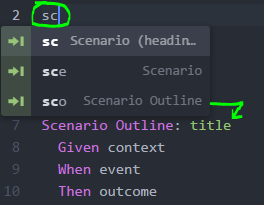 2 sc
sc Scenario (headin…
sce Scenario
sco Scenario Outline
7 Scenario Outline: title
8 Given context
9 When event
10 Then outcome